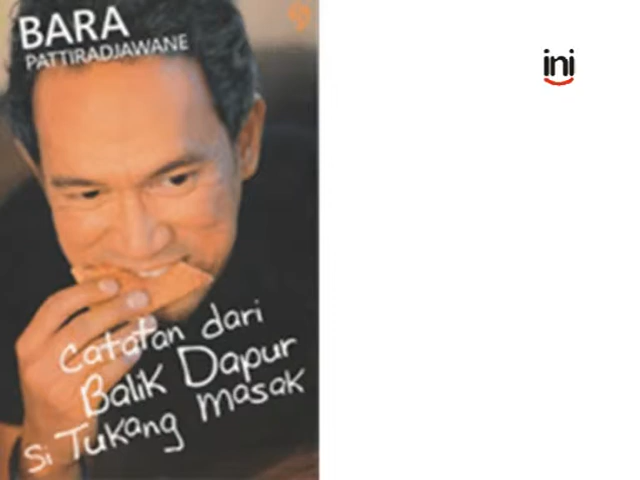 BARA
PATTIRADJAWANE
Catatan dari
Balik Dapur
Si Tukang Masak
ini